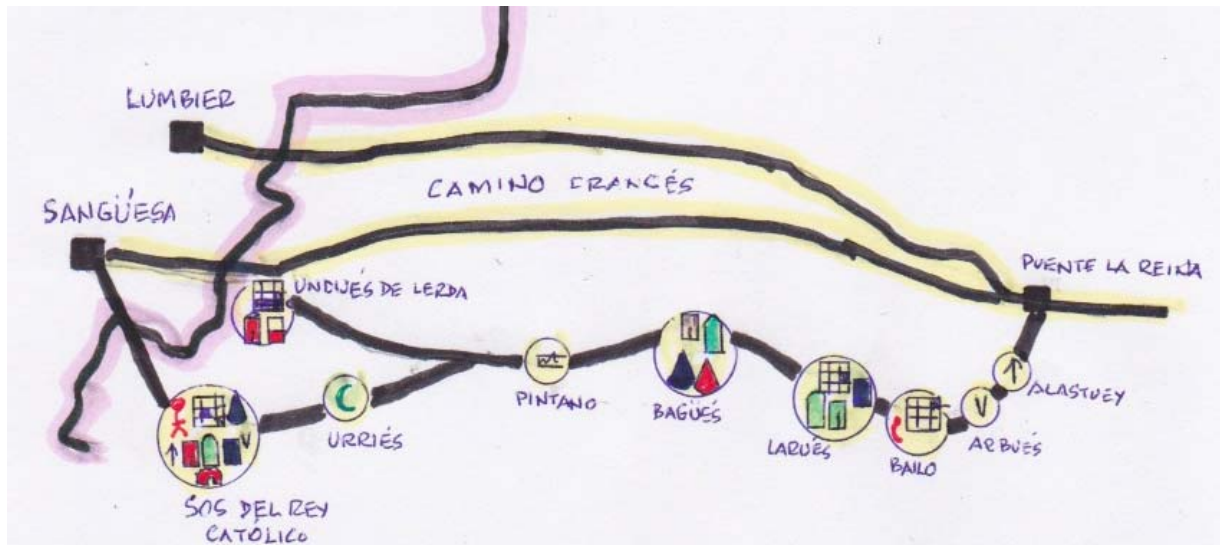 LUMBIER
CAMINO FRANCÉS
SANGÜESA
PUENTE LA REINA
UNDUÉS DE LERDA
ALASTUEY
PINTANO
BAGÜÉS
V
ARBUÉS
LARUÉS
BAILO
URRIÉS
V
SOS DEL REY
CATÓLICO